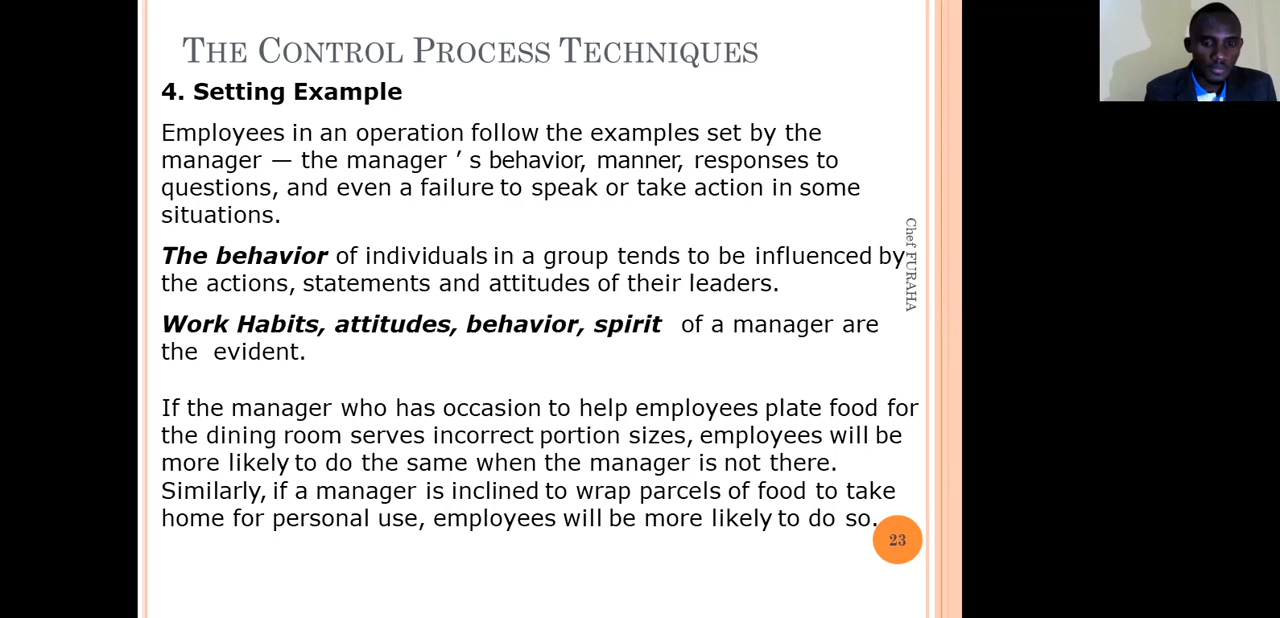 THE CONTROL PROCESS TECHNIQUES
4. Setting Example
Employees in an operation follow the examples set by the
manager — the manager ’ s behavior, manner, responses to
questions, and even a failure to speak or take action in some
situations.
The behavior of individuals in a group tends to be influenced by
the actions, statements and attitudes of their leaders.
Work Habits, attitudes, behavior, spirit of a manager are
the evident.
If the manager who has occasion to help employees plate food for
the dining room serves incorrect portion sizes, employees will be
more likely to do the same when the manager is not there.
Similarly, if a manager is inclined to wrap parcels of food to take
home for personal use, employees will be more likely to do so.
Chef FURAHA
23